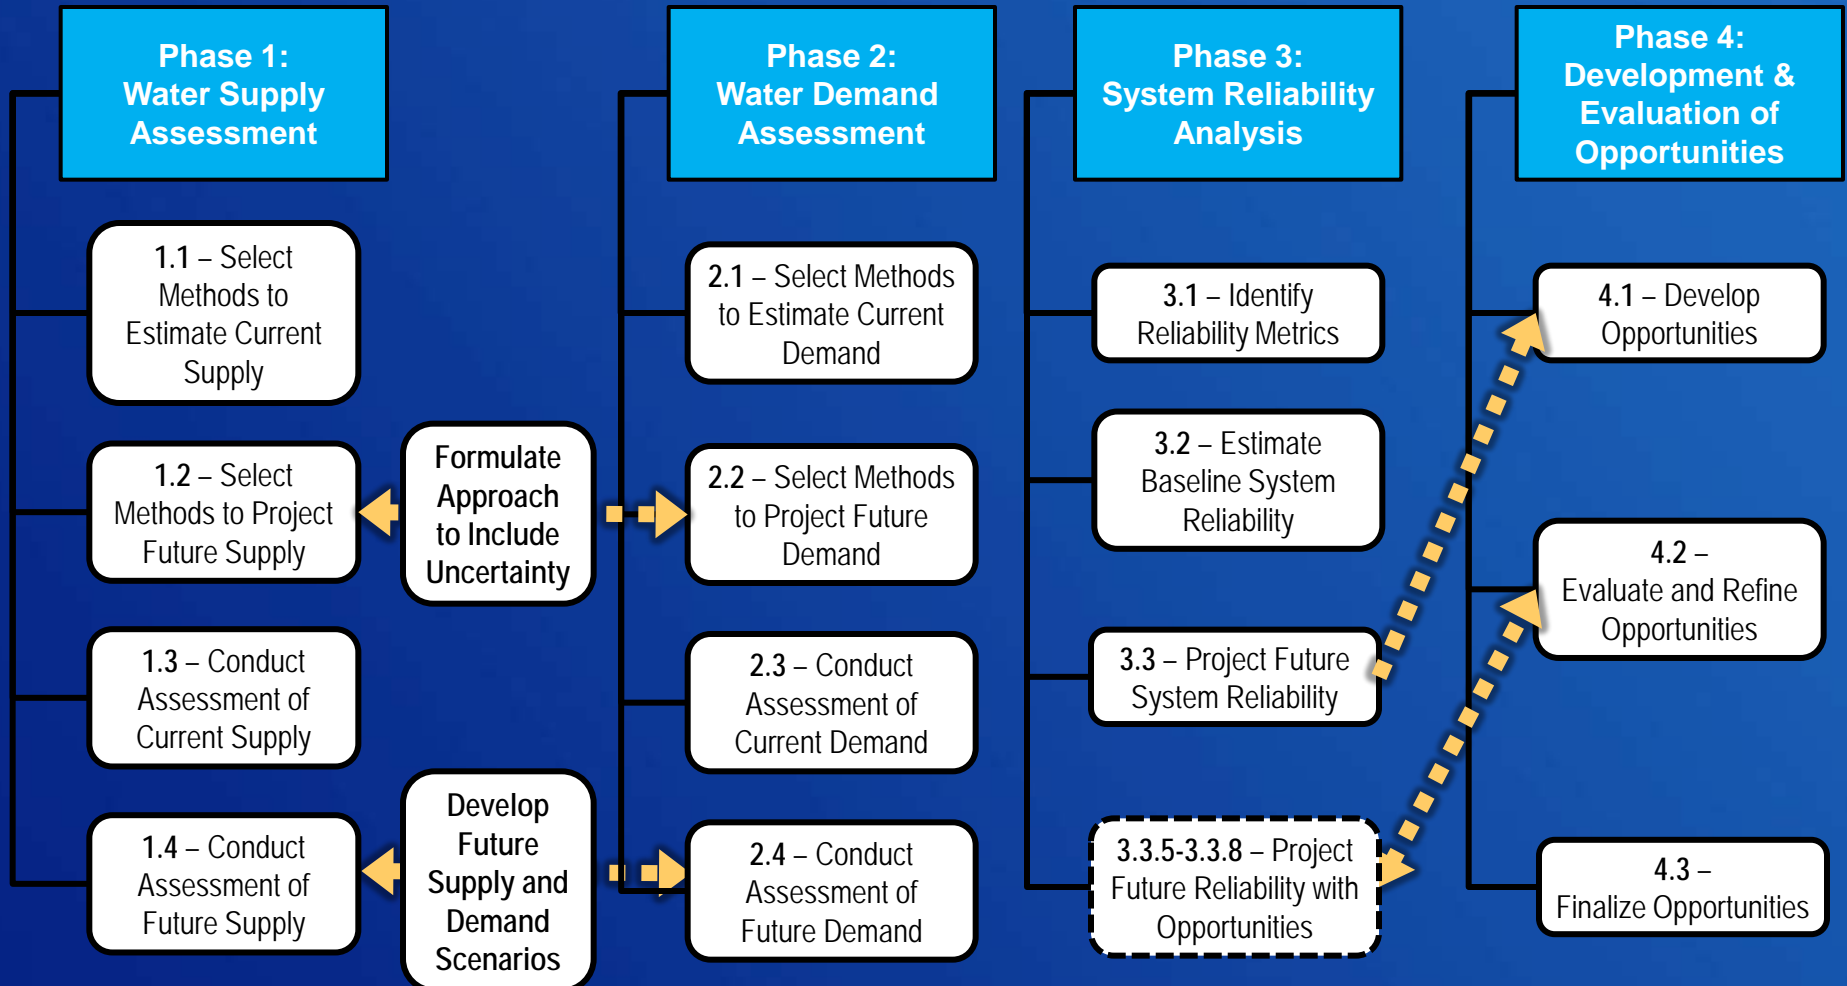 Phase 1:
Water Supply
Assessment
1.1 – Select
Methods to
Estimate Current
Supply
1.2 – Select
Methods to Project
Future Supply
1.3 – Conduct
Assessment of
Current Supply
1.4 – Conduct
Assessment of
Future Supply
Formulate
Approach
to Include
Uncertainty
Develop
Future
Supply and
Demand
Scenarios
Phase 2:
Water Demand
Assessment
2.1 – Select Methods
to Estimate Current
Demand
2.2 – Select Methods
to Project Future
Demand
2.3 – Conduct
Assessment of
Current Demand
2.4 – Conduct
Assessment of
Future Demand
Phase 3:
System Reliability
Analysis
3.1 – Identify
Reliability Metrics
3.2 – Estimate
Baseline System
Reliability
3.3 – Project Future
System Reliability
3.3.5-3.3.8 – Project
Future Reliability with
Opportunities
Phase 4:
Development &
Evaluation of
Opportunities
4.1 – Develop
Opportunities
4.2 –
Evaluate and Refine
Opportunities
4.3 –
Finalize Opportunities